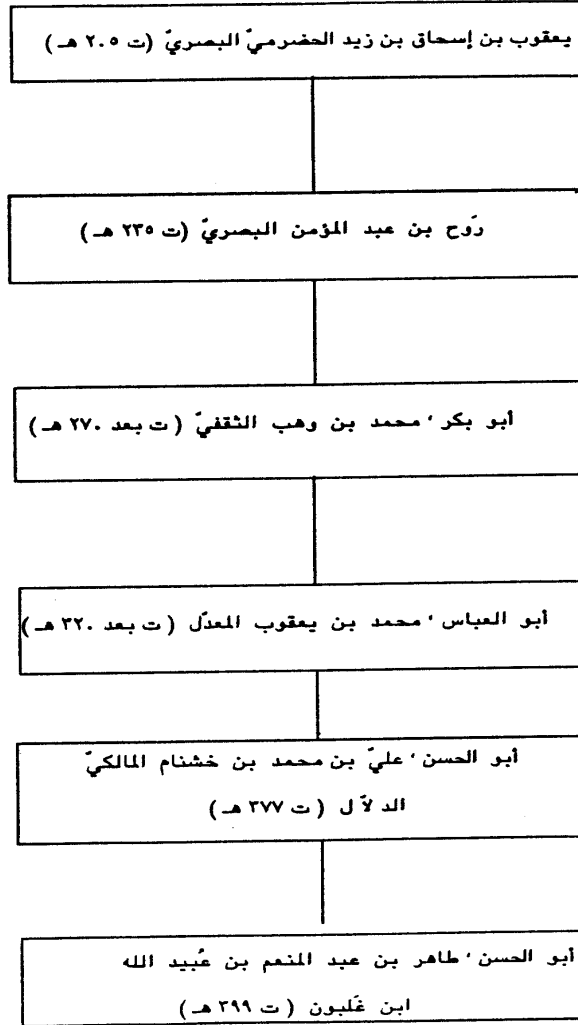 يعقوب بن إسحاق بن زيد الحضرميّ البصريّ (ت ٢٠٥ هـ)
رَوح بن عبد المؤمن البصريّ (ت ٢٣٥ هـ)
أبو بكر، محمد بن وهب الثقفيّ (ت بعد ٢٧٠ هـ)
أبو العباس، محمد بن يعقوب المعدّل (ت بعد ٣٢٠ هـ)
أبو الحسن، عليّ بن محمد بن خشنام المالكيّ
الدلاّل (ت ٣٧٧ هـ)
أبو الحسن، طاهر بن عبد المنعم بن عُبيد الله
ابن غَلبون (ت ٣٩٩ هـ)